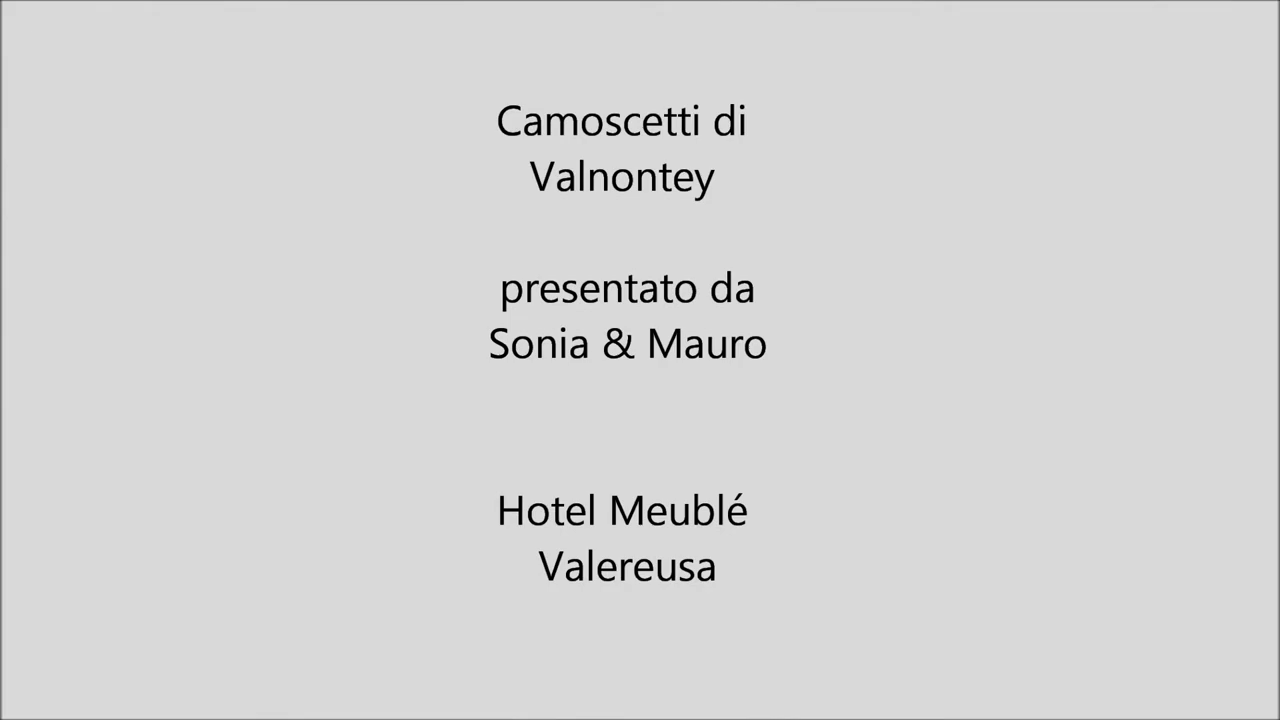 Camoscetti di
Valnontey
presentato da
Sonia & Mauro
Hotel Meublé
Valereusa